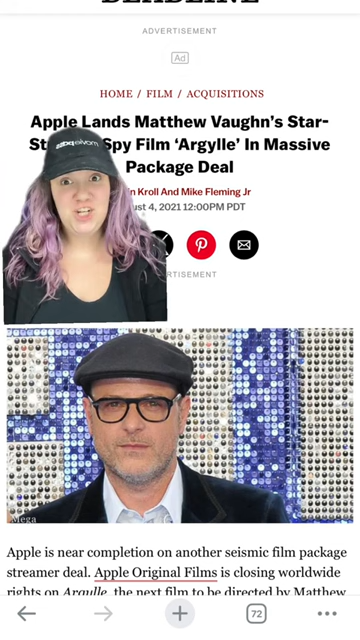 DEADLINE
ADVERTISEMENT
Ad
HOME / FILM / ACQUISITIONS
Apple Lands Matthew Vaughn's Star-
Spy Film 'Argylle' In Massive
Package Deal
Kroll And Mike Fleming Jr
4, 2021 12:00PM PDT
movie pass
Mega
Apple is near completion on another seismic film package
streamer deal. Apple Original Films is closing worldwide
rights on Argylle, the next film to be directed by Matthew
72